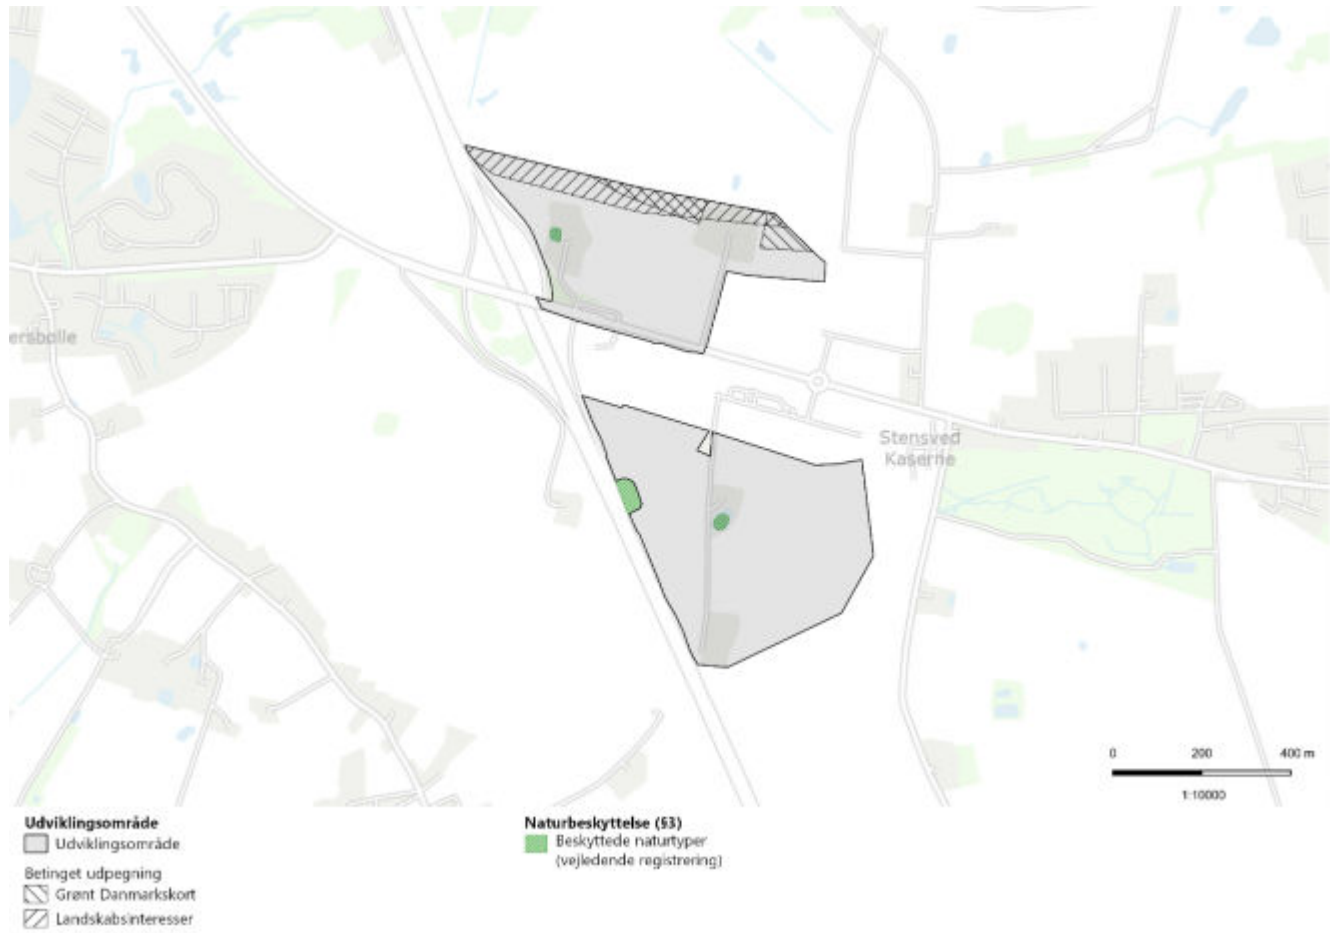 ersbølle
Stensved
Kaserne
0 200 400 m
1:10000
Udviklingsområde
Udviklingsområde
Betinget udpegning
Grønt Danmarkskort
Landskabsinteresser
Naturbeskyttelse (§3)
Beskyttede naturtyper
(vejledende registrering)